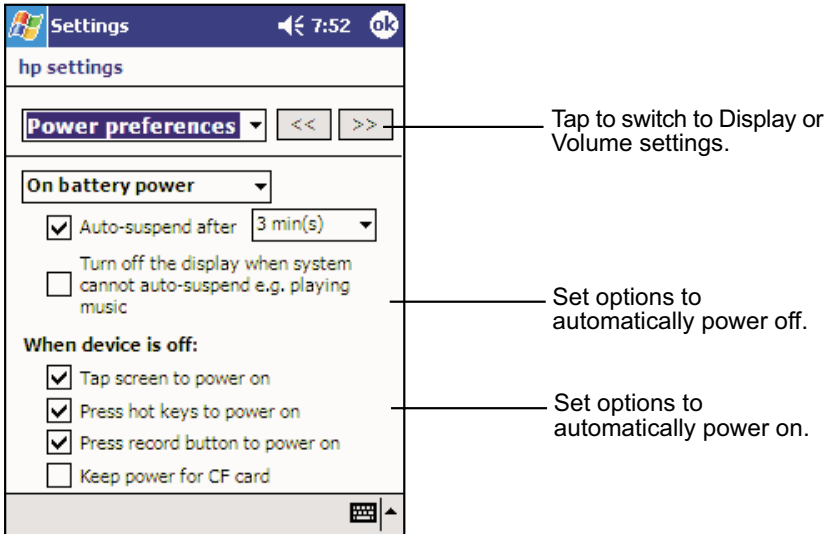 Settings 7:52 ok
hp settings
Power preferences << >>
Tap to switch to Display or
Volume settings.
On battery power
Auto-suspend after 3 min(s)
Turn off the display when system
cannot auto-suspend e.g. playing
music
Set options to
automatically power off.
When device is off:
Tap screen to power on
Press hot keys to power on
Press record button to power on
Keep power for CF card
Set options to
automatically power on.